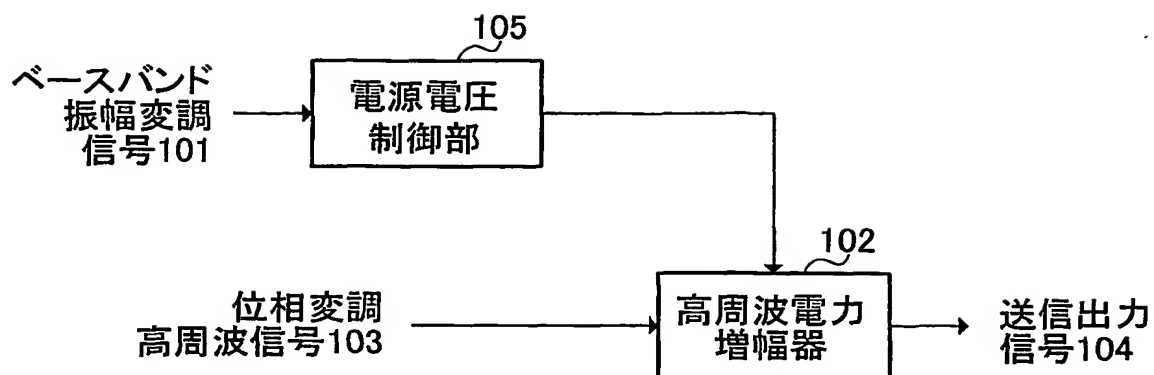 105
ベースバンド
振幅変調
信号101
電源電圧
制御部
102
位相変調
高周波信号103
高周波電力
増幅器
送信出力
信号104